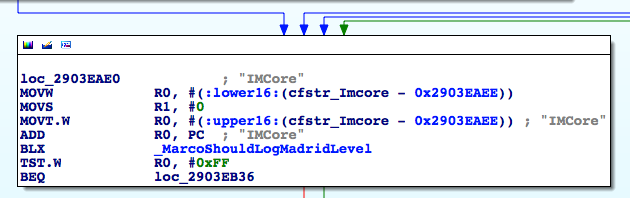 loc_2903EAE0 ; "IMCore"
MOVW R0, #(:lower16:(cfstr_Imcore - 0x2903EAEE))
MOVS R1, #0
MOVT.W R0, #(:upper16:(cfstr_Imcore - 0x2903EAEE)) ; "IMCore"
ADD R0, PC ; "IMCore"
BLX _MarcoShouldLogMadridLevel
TST.W R0, #0xFF
BEQ loc_2903EB36